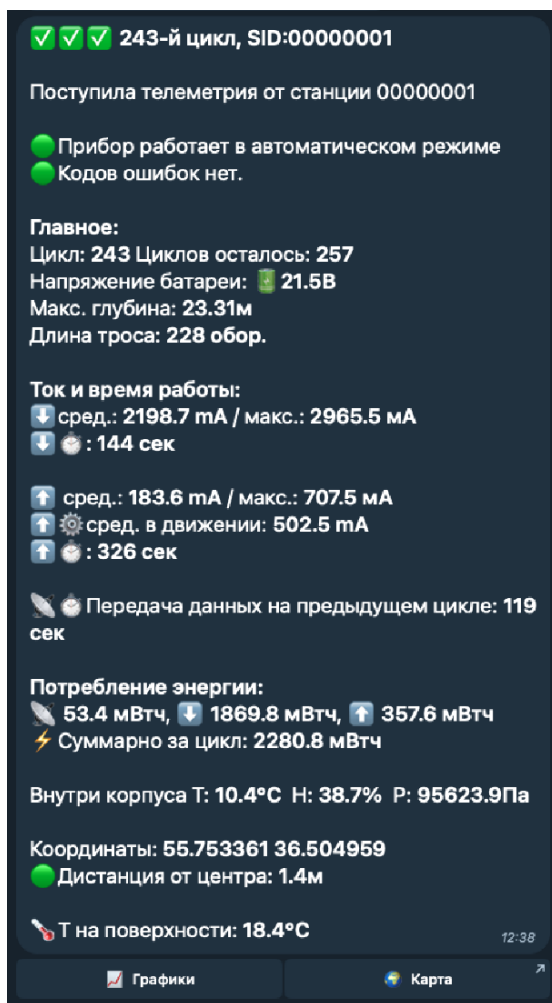 ✅✅✅ 243-й цикл, SID:00000001
Поступила телеметрия от станции 00000001
🟢Прибор работает в автоматическом режиме
🟢Кодов ошибок нет.
Главное:
Цикл: 243 Циклов осталось: 257
Напряжение батареи: 🔋 21.5В
Макс. глубина: 23.31м
Длина троса: 228 обор.
Ток и время работы:
⬇️сред.: 2198.7 mA / макс.: 2965.5 мА
⬇️ ⏱: 144 сек
⬆️ сред.: 183.6 mA / макс.: 707.5 мА
⬆️ ⚙️сред. в движении: 502.5 mA
⬆️ ⏱: 326 сек
📡 ⏱Передача данных на предыдущем цикле: 119
сек
Потребление энергии:
📡 53.4 мВтч, ⬇️ 1869.8 мВтч, ⬆️ 357.6 мВтч
⚡Суммарно за цикл: 2280.8 мВтч
Внутри корпуса Т: 10.4°C H: 38.7% P: 95623.9Па
Координаты: 55.753361 36.504959
🟢Дистанция от центра: 1.4м
🌡Т на поверхности: 18.4°C
12:38
📈 Графики
🌍 Карта